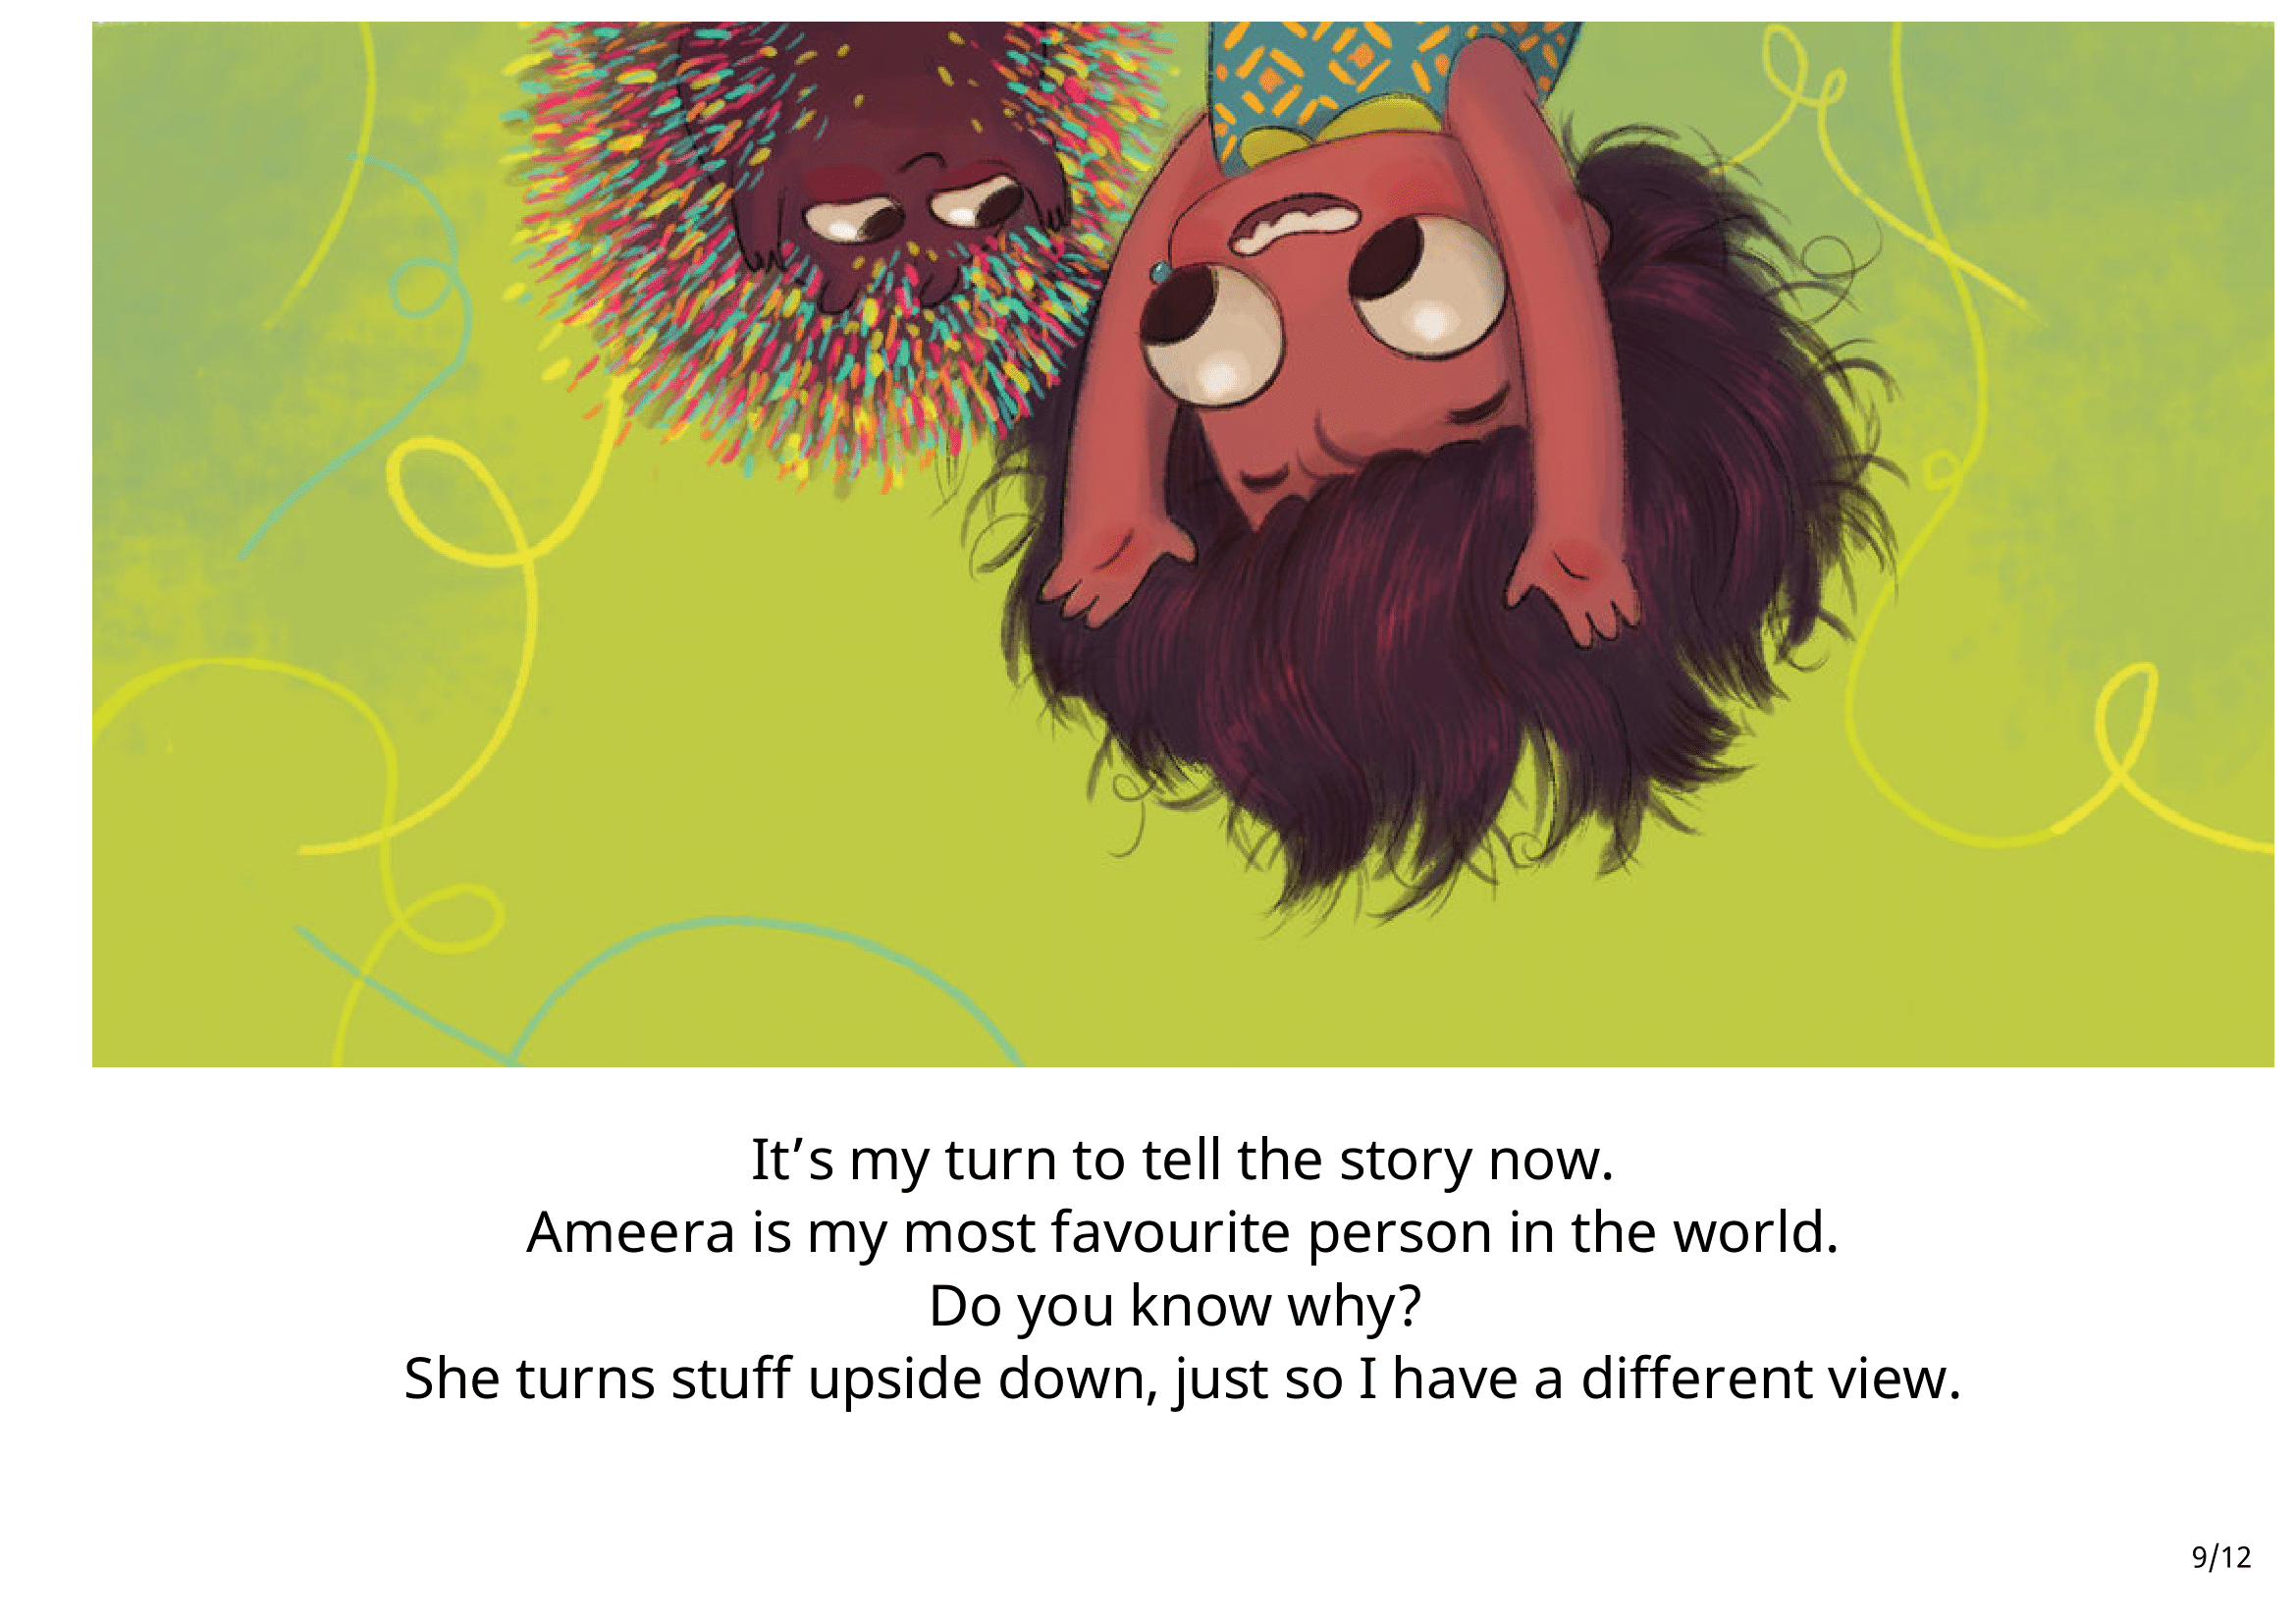 It’s my turn to tell the story now.
Ameera is my most favourite person in the world.
Do you know why?
She turns stuff upside down, just so I have a different view.
9/12